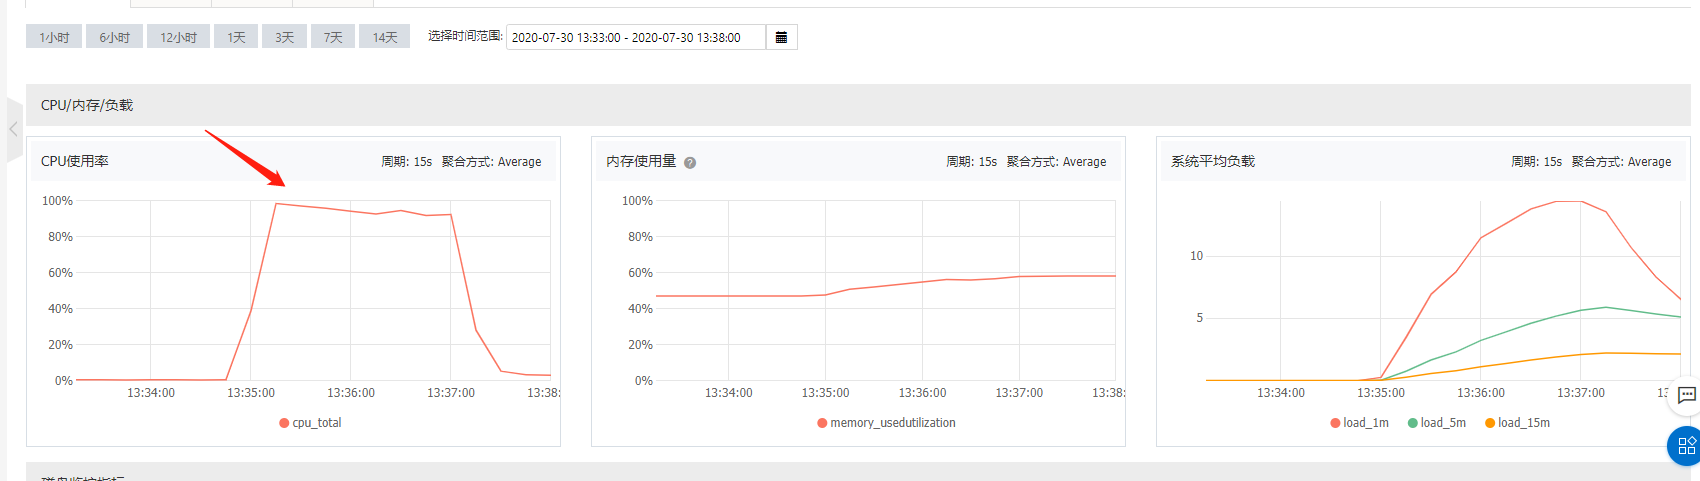 1小时 6小时 12小时 1天 3天 7天 14天 选择时间范围: 2020-07-30 13:33:00 - 2020-07-30 13:38:00
CPU/内存/负载
CPU使用率 周期: 15s 聚合方式: Average
100%
80%
60%
40%
20%
0%
13:34:00 13:35:00 13:36:00 13:37:00 13:38:
cpu_total
内存使用量 ? 周期: 15s 聚合方式: Average
100%
80%
60%
40%
20%
0%
13:34:00 13:35:00 13:36:00 13:37:00 13:38:
memory_usedutilization
系统平均负载 周期: 15s 聚合方式: Average
10
5
13:34:00 13:35:00 13:36:00 13:37:00
load_1m load_5m load_15m